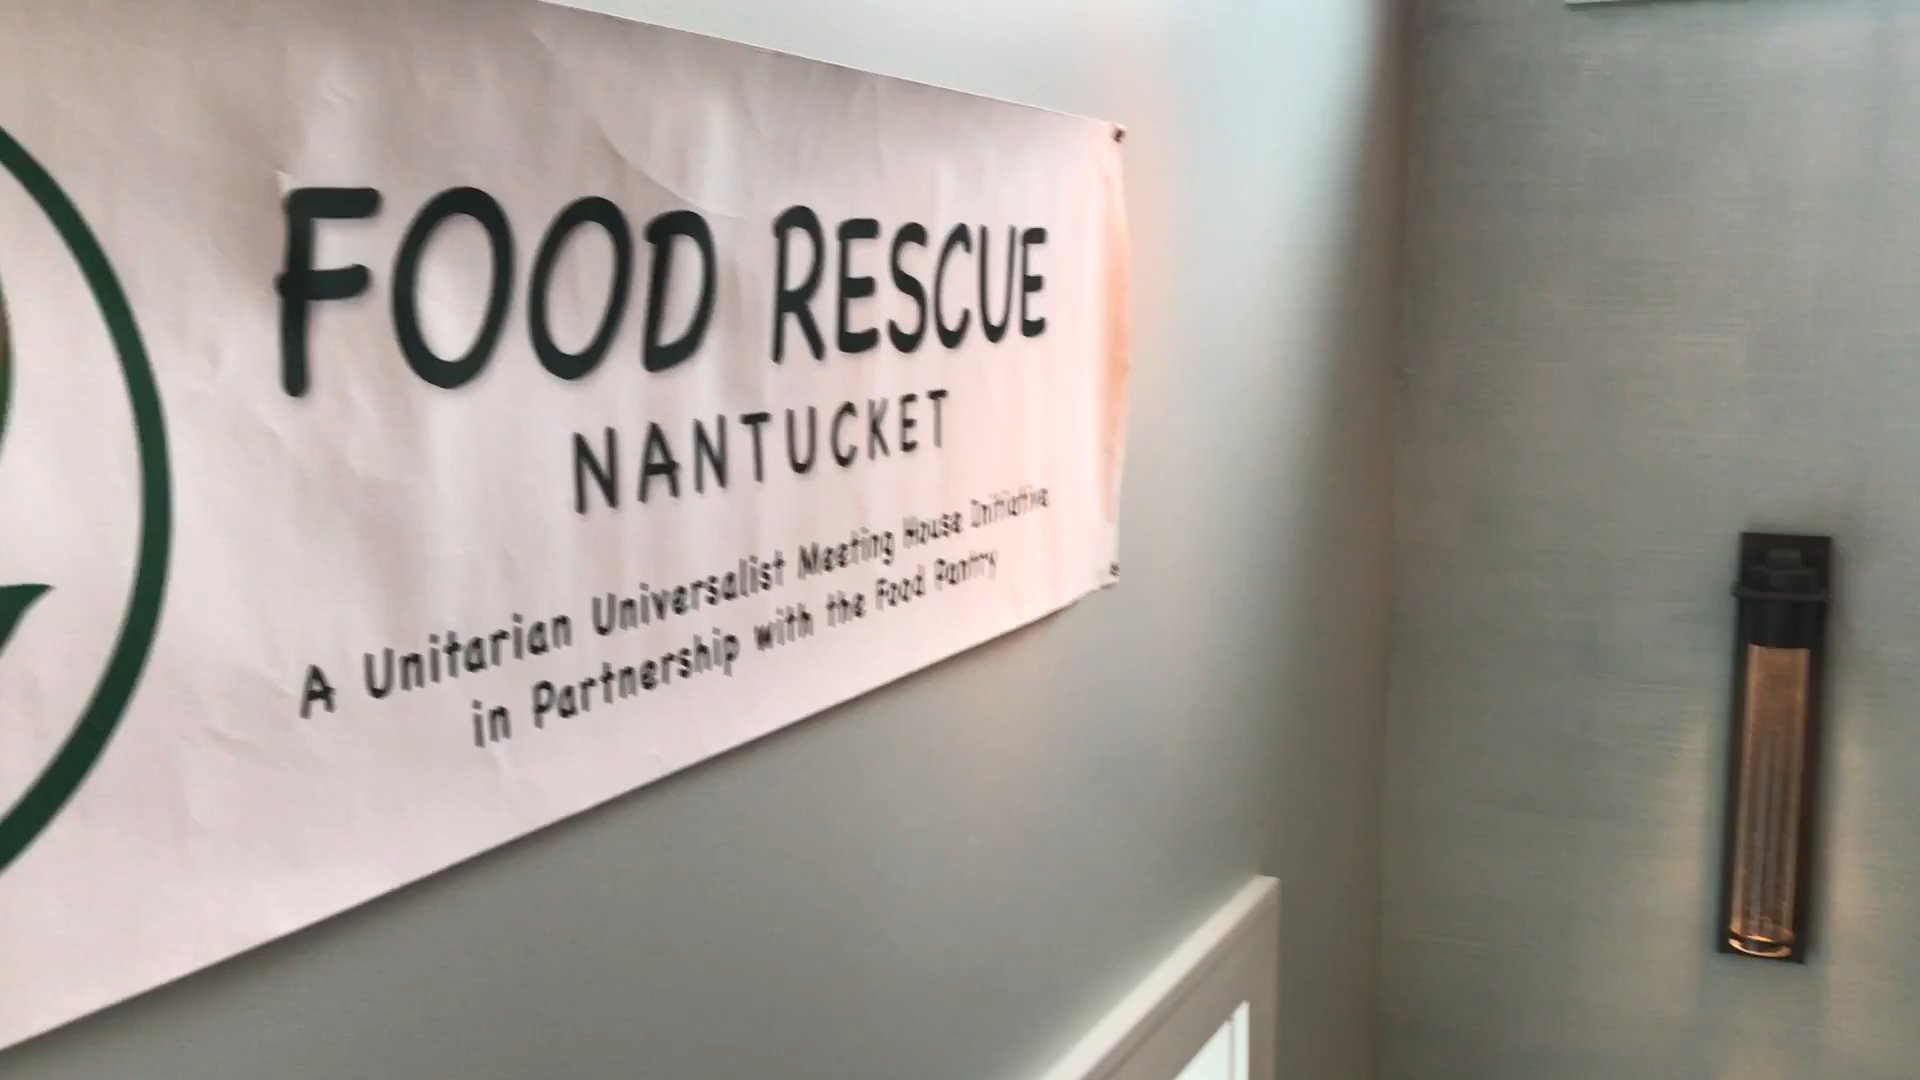 FOOD RESCUE
NANTUCKET
A Unitarian Universalist Meeting House Initiative
in Partnership with the Food Pantry